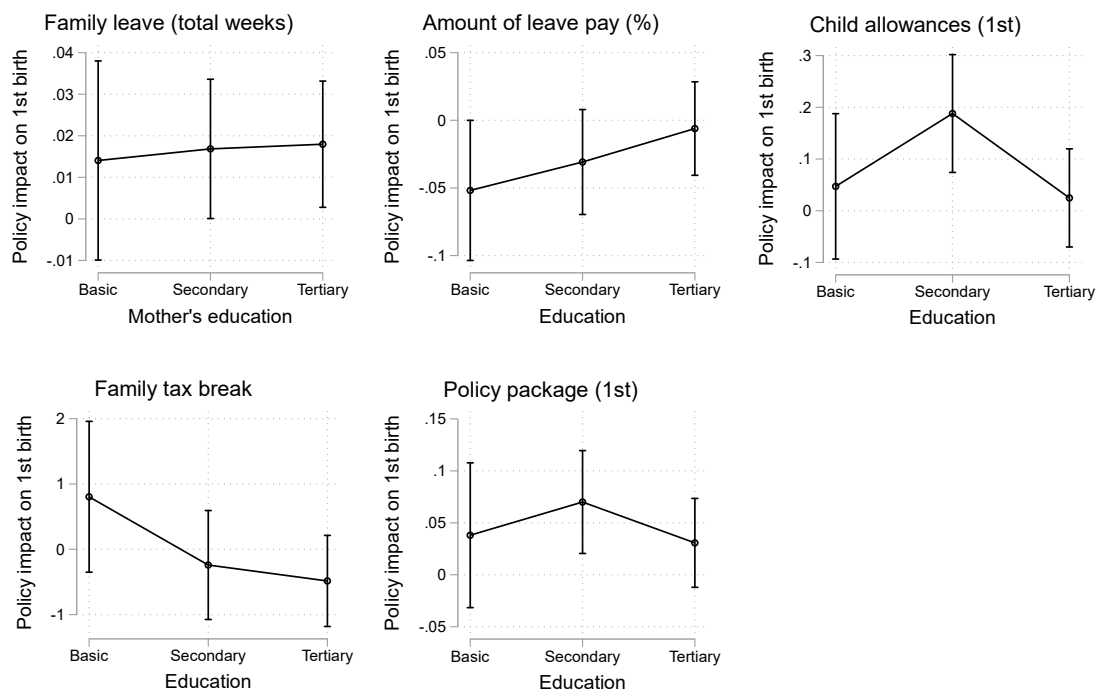 Family leave (total weeks)
Policy impact on 1st birth
.04
.03
.02
.01
0
-.01
Basic
Secondary
Tertiary
Mother's education
Amount of leave pay (%)
Policy impact on 1st birth
.05
0
-.05
-.1
Basic
Secondary
Tertiary
Education
Child allowances (1st)
Policy impact on 1st birth
.3
.2
.1
0
-.1
Basic
Secondary
Tertiary
Education
Family tax break
Policy impact on 1st birth
2
1
0
-1
Basic
Secondary
Tertiary
Education
Policy package (1st)
Policy impact on 1st birth
.15
.1
.05
0
-.05
Basic
Secondary
Tertiary
Education